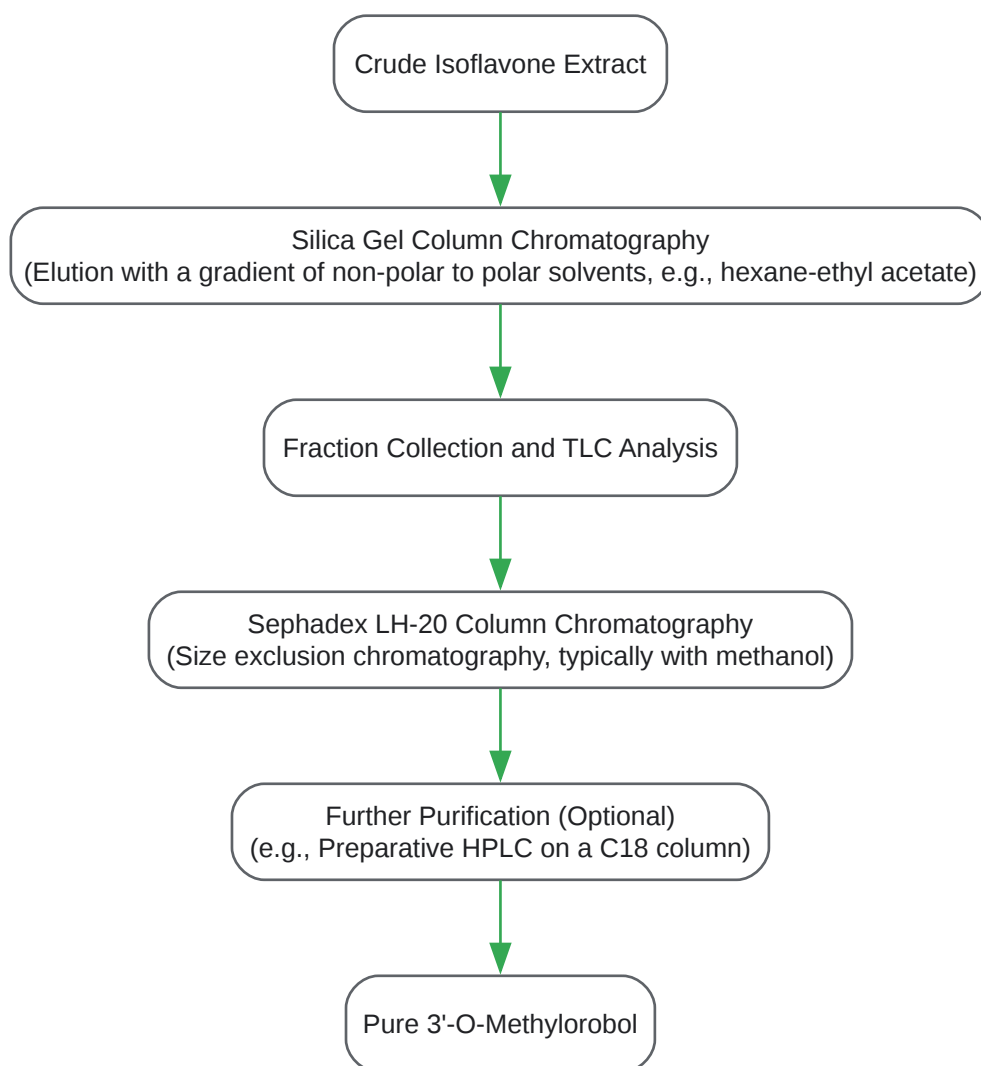 Crude Isoflavone Extract
Silica Gel Column Chromatography
(Elution with a gradient of non-polar to polar solvents, e.g., hexane-ethyl acetate)
Fraction Collection and TLC Analysis
Sephadex LH-20 Column Chromatography
(Size exclusion chromatography, typically with methanol)
Further Purification (Optional)
(e.g., Preparative HPLC on a C18 column)
Pure 3'-O-Methylorobol